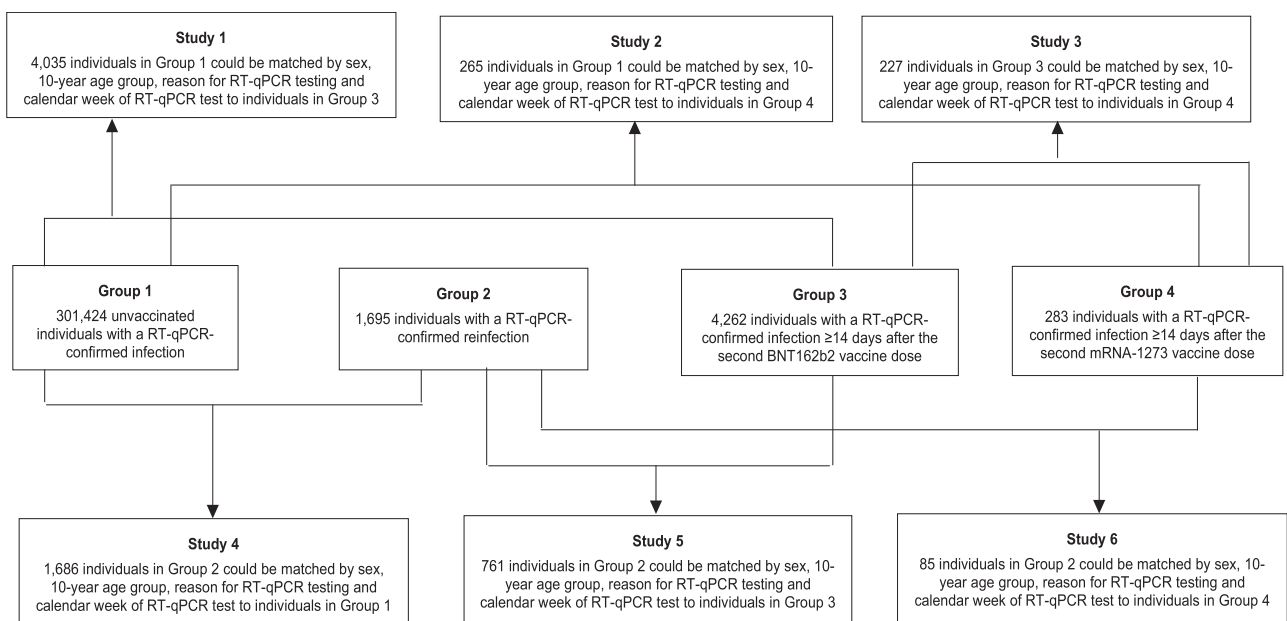 Study 1
4,035 individuals in Group 1 could be matched by sex,
10-year age group, reason for RT-qPCR testing and
calendar week of RT-qPCR test to individuals in Group 3
Study 2
265 individuals in Group 1 could be matched by sex, 10-
year age group, reason for RT-qPCR testing and
calendar week of RT-qPCR test to individuals in Group 4
Study 3
227 individuals in Group 3 could be matched by sex, 10-
year age group, reason for RT-qPCR testing and
calendar week of RT-qPCR test to individuals in Group 4
Group 1
301,424 unvaccinated
individuals with a RT-qPCR-
confirmed infection
Group 2
1,695 individuals with a RT-qPCR-
confirmed reinfection
Group 3
4,262 individuals with a RT-qPCR-
confirmed infection ≥14 days after the
second BNT162b2 vaccine dose
Group 4
283 individuals with a RT-qPCR-
confirmed infection ≥14 days after the
second mRNA-1273 vaccine dose
Study 4
1,686 individuals in Group 2 could be matched by sex,
10-year age group, reason for RT-qPCR testing and
calendar week of RT-qPCR test to individuals in Group 1
Study 5
761 individuals in Group 2 could be matched by sex, 10-
year age group, reason for RT-qPCR testing and
calendar week of RT-qPCR test to individuals in Group 3
Study 6
85 individuals in Group 2 could be matched by sex, 10-
year age group, reason for RT-qPCR testing and
calendar week of RT-qPCR test to individuals in Group 4